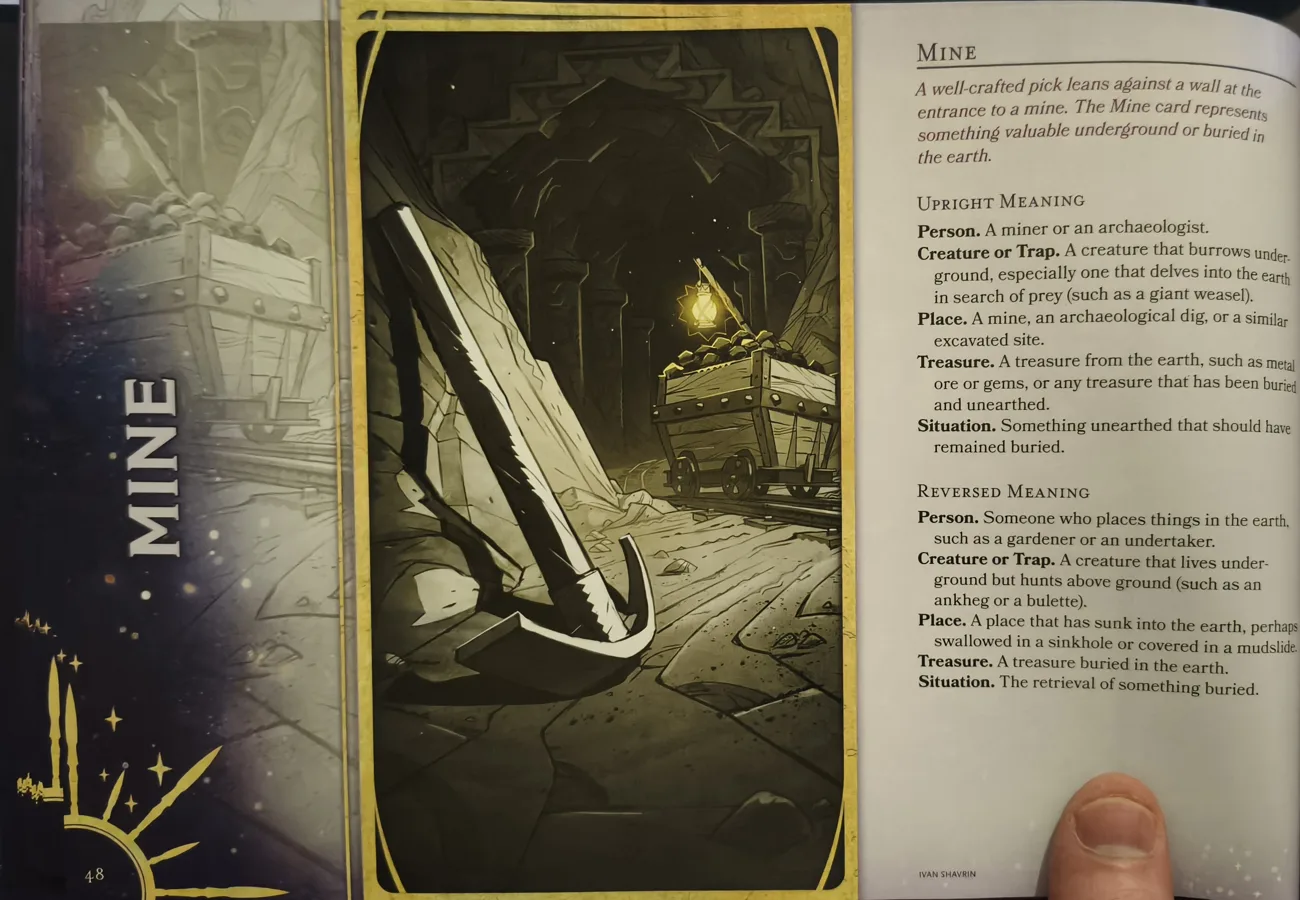 MINE
48
MINE
A well-crafted pick leans against a wall at the
entrance to a mine. The Mine card represents
something valuable underground or buried in
the earth.
UPRIGHT MEANING
Person. A miner or an archaeologist.
Creature or Trap. A creature that burrows under-
ground, especially one that delves into the earth
in search of prey (such as a giant weasel).
Place. A mine, an archaeological dig, or a similar
excavated site.
Treasure. A treasure from the earth, such as metal
ore or gems, or any treasure that has been buried
and unearthed.
Situation. Something unearthed that should have
remained buried.
REVERSED MEANING
Person. Someone who places things in the earth,
such as a gardener or an undertaker.
Creature or Trap. A creature that lives under-
ground but hunts above ground (such as an
ankheg or a bulette).
Place. A place that has sunk into the earth, perhaps
swallowed in a sinkhole or covered in a mudslide.
Treasure. A treasure buried in the earth.
Situation. The retrieval of something buried.
IVAN SHAVRIN